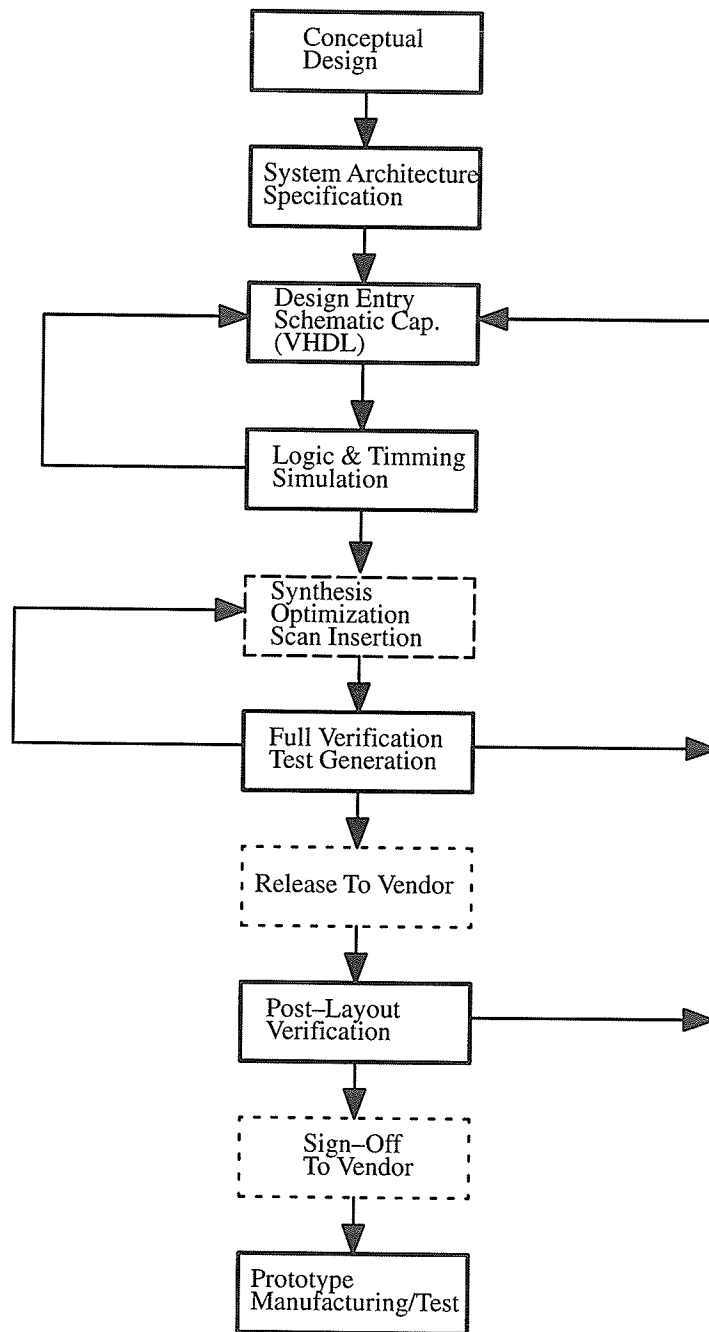 Conceptual
Design
System Architecture
Specification
Design Entry
Schematic Cap.
(VHDL)
Logic & Timming
Simulation
Synthesis
Optimization
Scan Insertion
Full Verification
Test Generation
Release To Vendor
Post–Layout
Verification
Sign–Off
To Vendor
Prototype
Manufacturing/Test